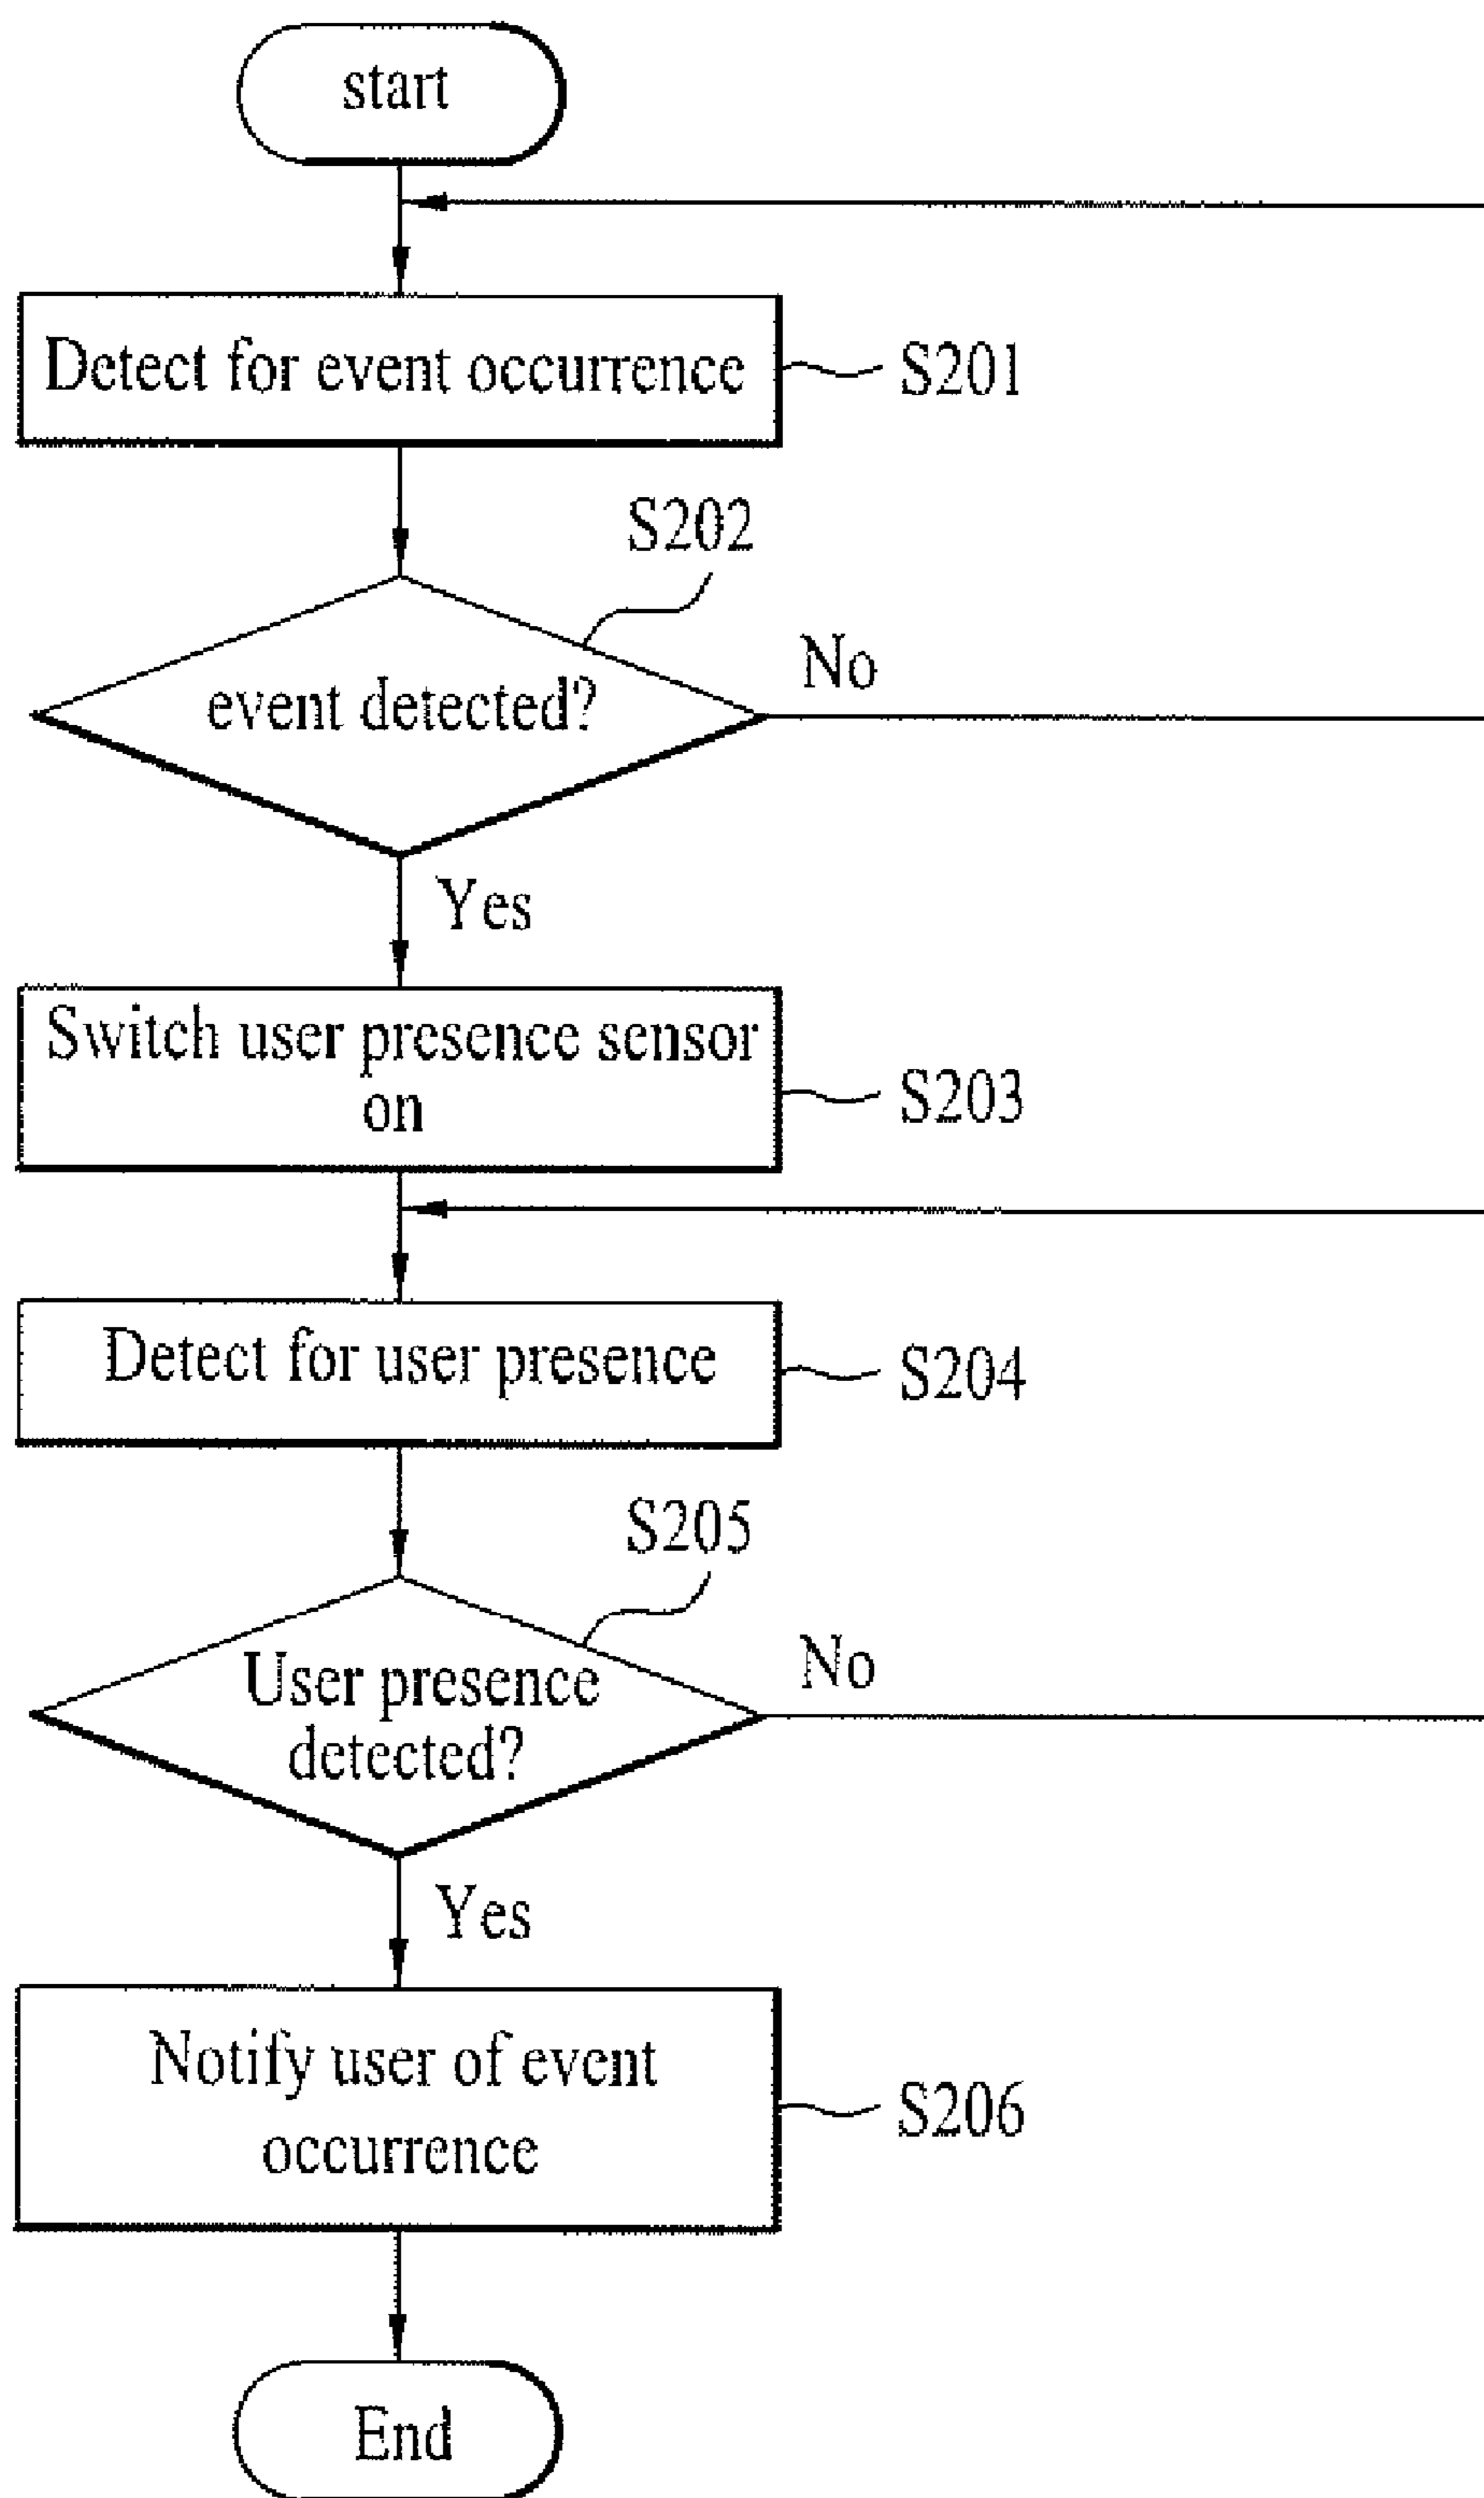 start
Detect for event occurrence
S201
S202
event detected?
No
Yes
Switch user presence sensor
on
S203
Detect for user presence
S204
S205
User presence
detected?
No
Yes
Notify user of event
occurrence
S206
End